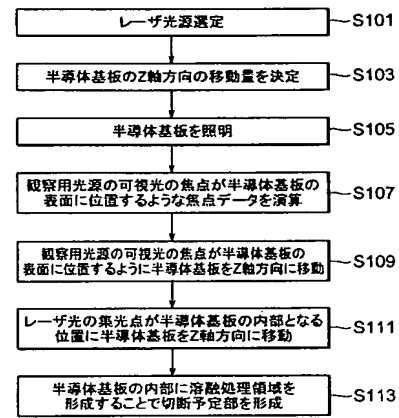 レーザ光源選定
S101
半導体基板のZ軸方向の移動量を決定
S103
半導体基板を照明
S105
観察用光源の可視光の焦点が半導体基板の
表面に位置するような焦点データを演算
S107
観察用光源の可視光の焦点が半導体基板の
表面に位置するように半導体基板をZ軸方向に移動
S109
レーザ光の集光点が半導体基板の内部となる
位置に半導体基板をZ軸方向に移動
S111
半導体基板の内部に溶融処理領域を
形成することで切断予定部を形成
S113